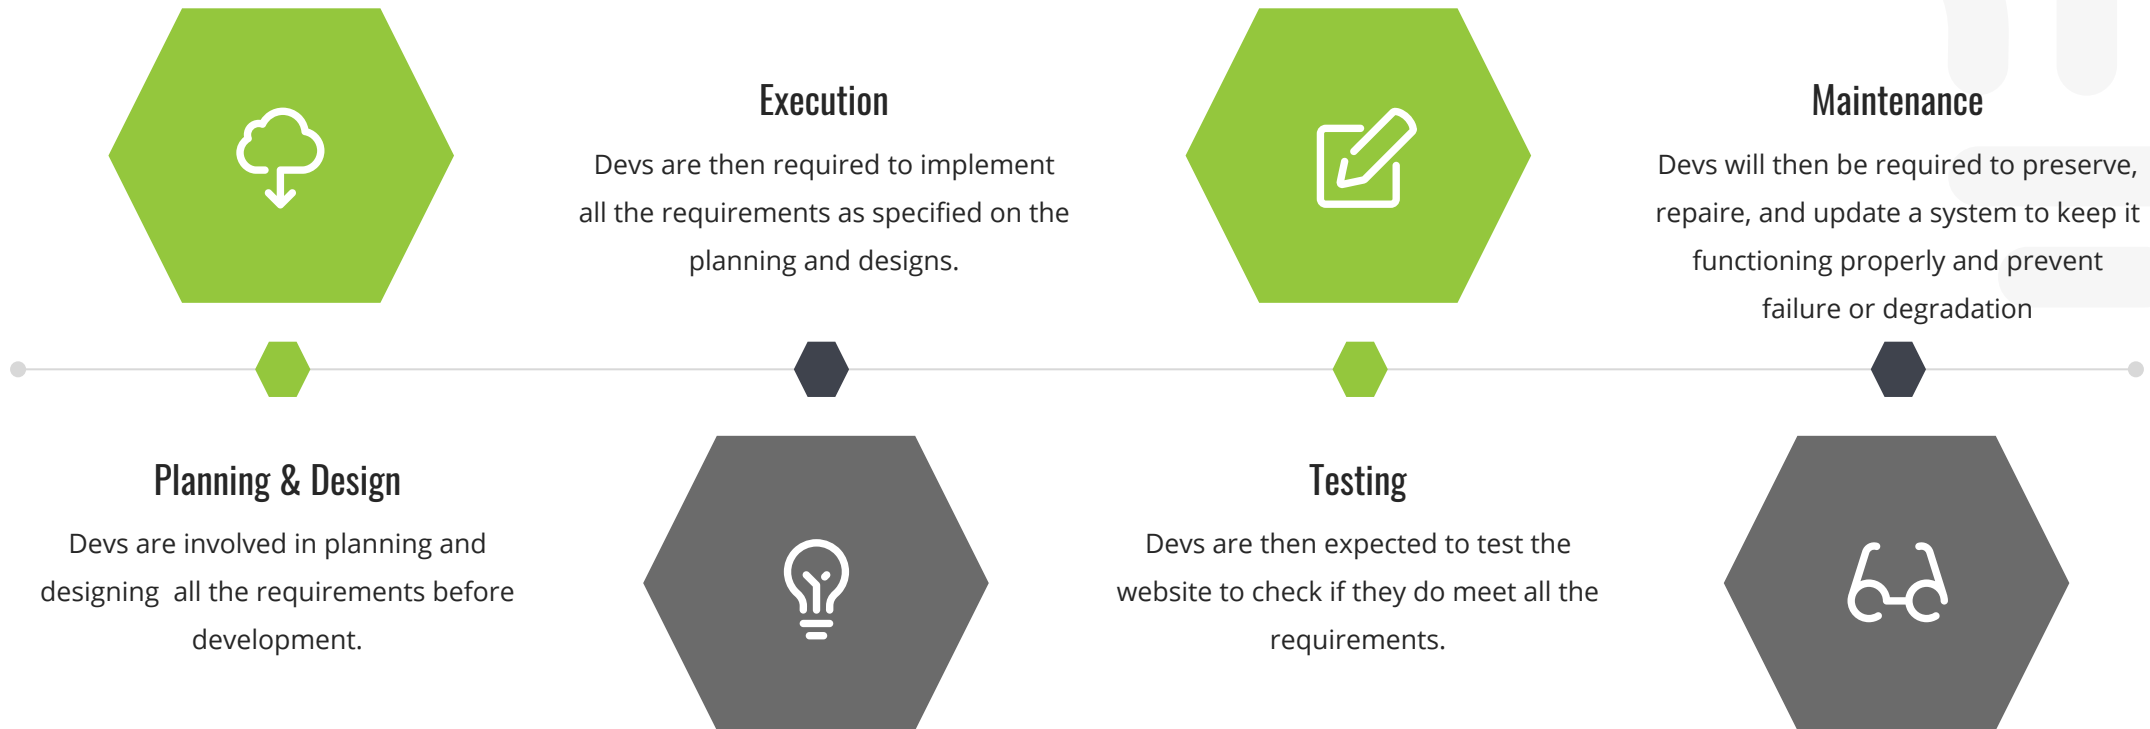 Planning & Design
Devs are involved in planning and
designing  all the requirements before
development.
Execution
Devs are then required to implement
all the requirements as specified on the
planning and designs.
Testing
Devs are then expected to test the
website to check if they do meet all the
requirements.
Maintenance
Devs will then be required to preserve,
repaire, and update a system to keep it
functioning properly and prevent
failure or degradation